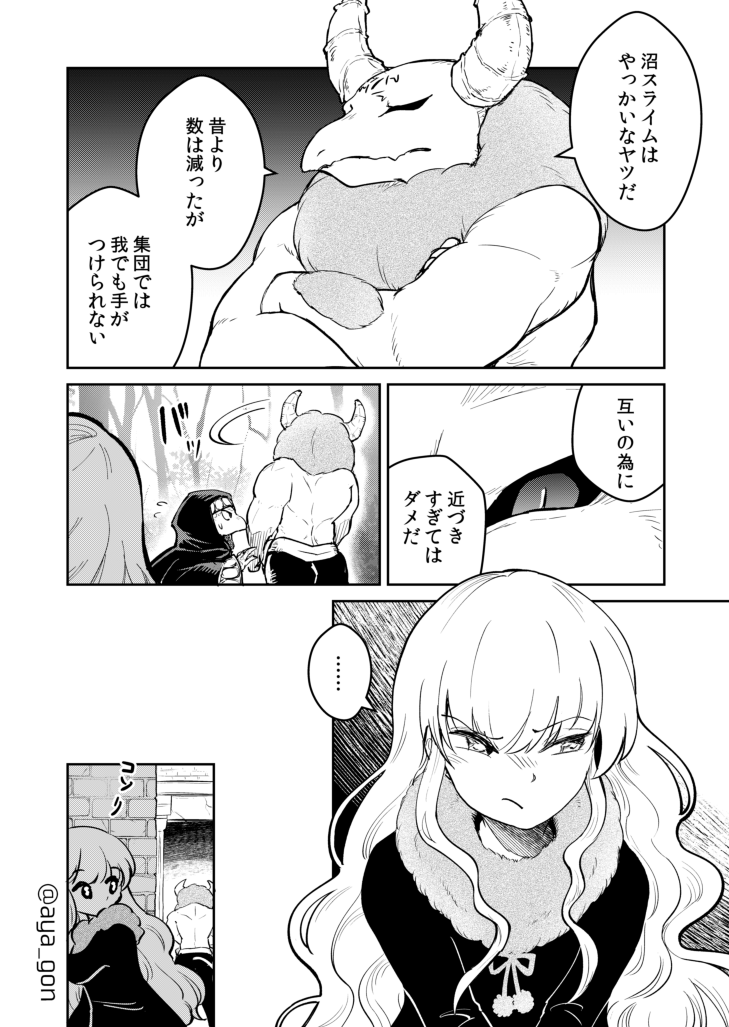 沼スライムは
やっかいなヤツだ
昔より
数は減ったが
集団では
我でも手が
つけられない
互いの為に
近づき
すぎては
ダメだ
ビッ
……
コソッ
@aya_gon